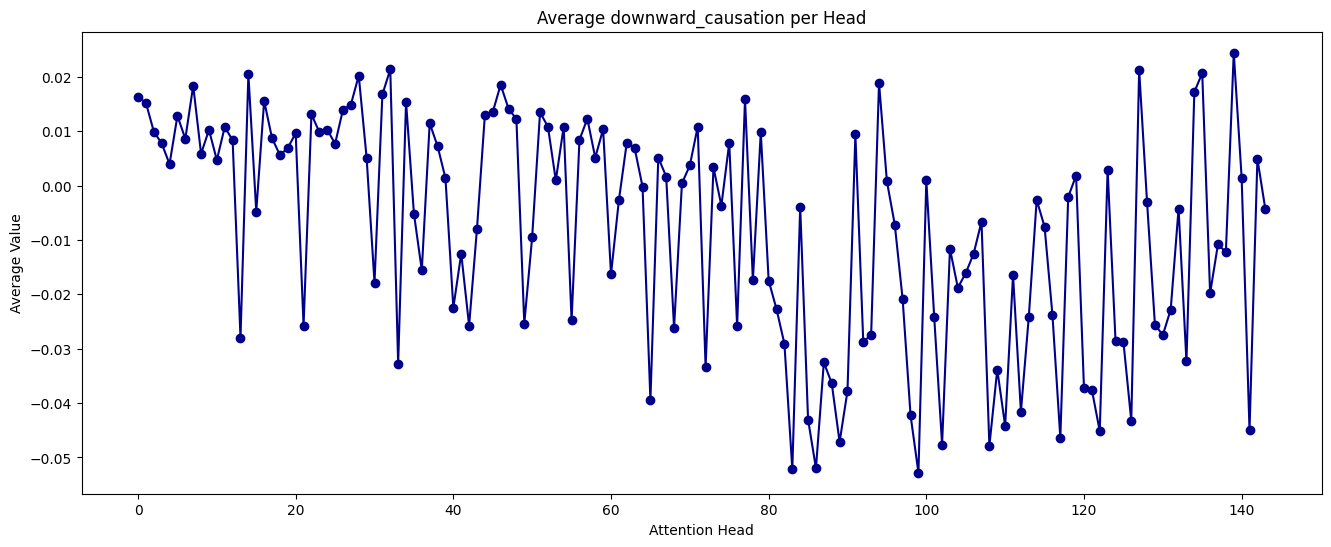 Average downward_causation per Head
Average Value
0.02
0.01
0.00
−0.01
−0.02
−0.03
−0.04
−0.05
0 20 40 60 80 100 120 140
Attention Head